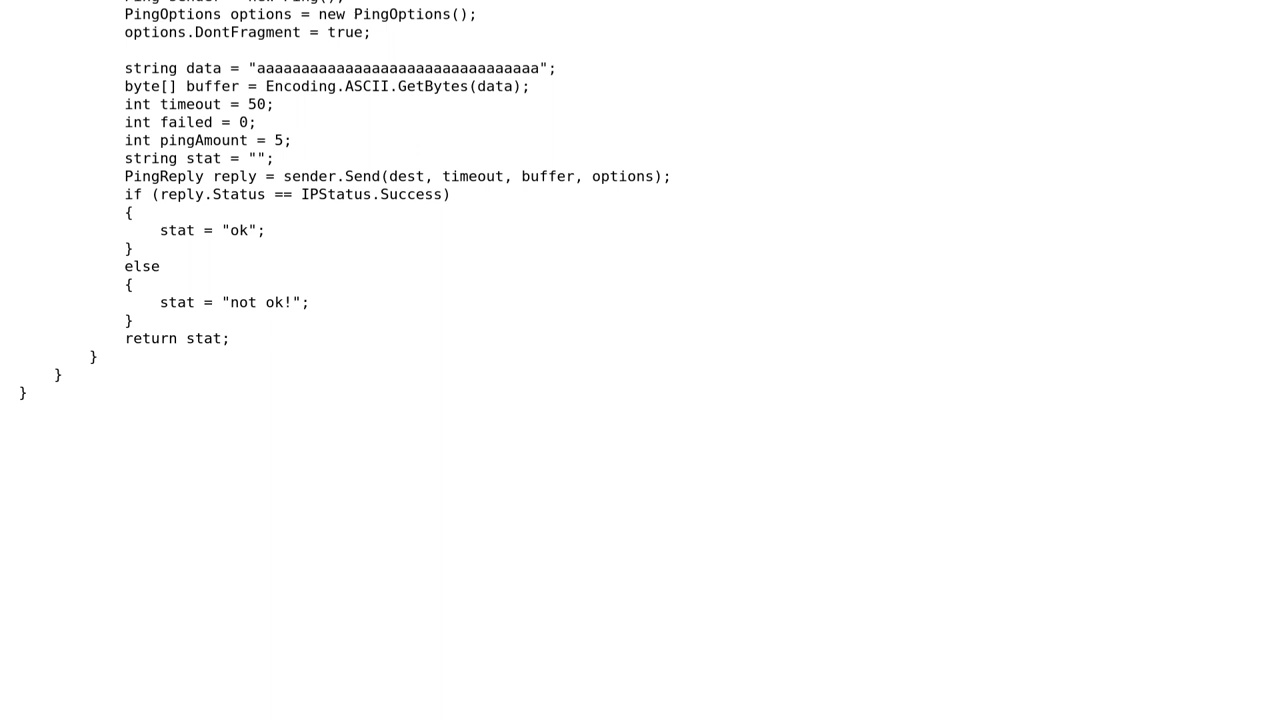 PingOptions options = new PingOptions();
options.DontFragment = true;
string data = "aaaaaaaaaaaaaaaaaaaaaaaaaaaaaaaa";
byte[] buffer = Encoding.ASCII.GetBytes(data);
int timeout = 50;
int failed = 0;
int pingAmount = 5;
string stat = "";
PingReply reply = sender.Send(dest, timeout, buffer, options);
if (reply.Status == IPStatus.Success)
{
stat = "ok";
}
else
{
stat = "not ok!";
}
return stat;
}
}
}